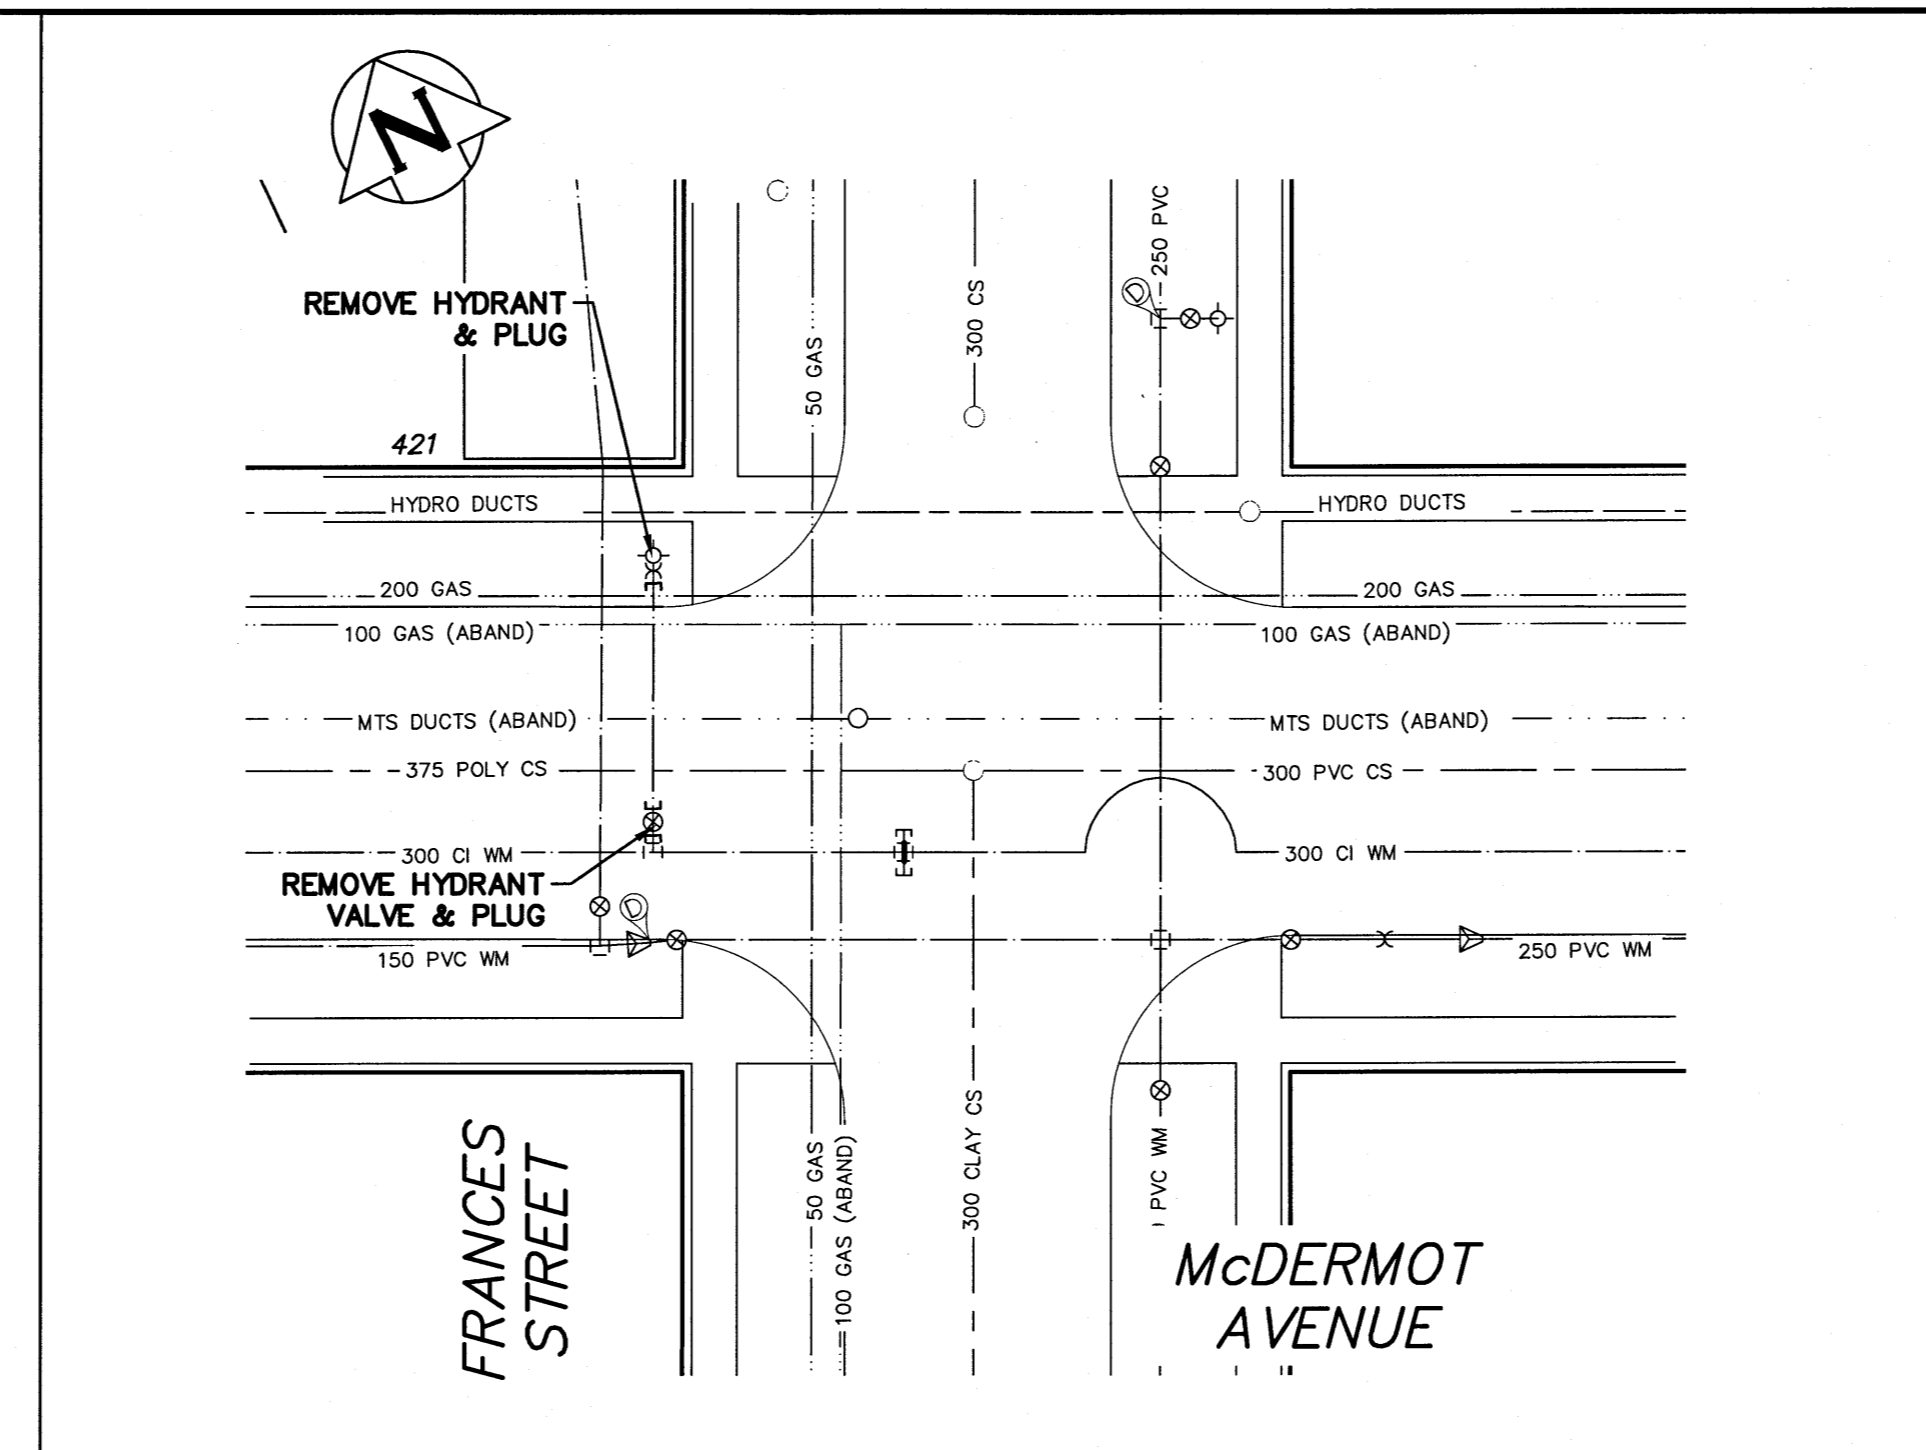 N
REMOVE HYDRANT
& PLUG
421
50 GAS
300 CS
250 PVC
D
HYDRO DUCTS
HYDRO DUCTS
200 GAS
200 GAS
100 GAS (ABAND)
100 GAS (ABAND)
MTS DUCTS (ABAND)
MTS DUCTS (ABAND)
375 POLY CS
300 PVC CS
300 CI WM
300 CI WM
REMOVE HYDRANT
VALVE & PLUG
D
150 PVC WM
250 PVC WM
FRANCES
STREET
50 GAS
100 GAS (ABAND)
300 CLAY CS
PVC WM
McDERMOT
AVENUE